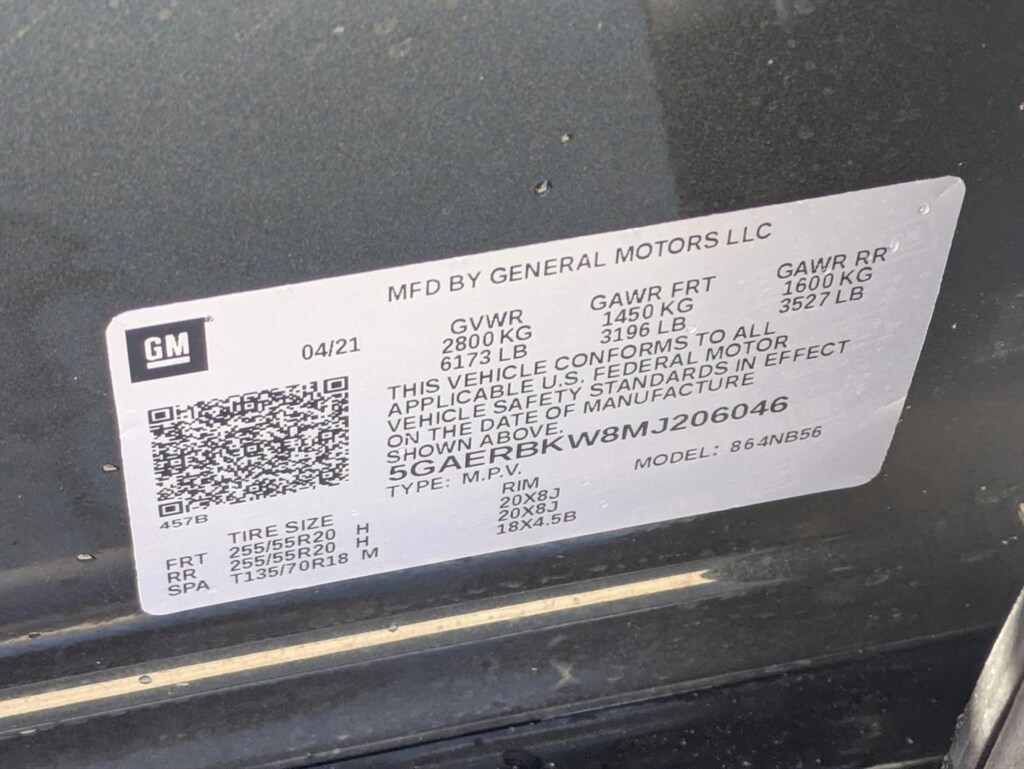 MFD BY GENERAL MOTORS LLC
GM
04/21
GVWR GAWR FRT GAWR RR
2800 KG 1450 KG 1600 KG
6173 LB 3196 LB 3527 LB
THIS VEHICLE CONFORMS TO ALL
APPLICABLE U.S. FEDERAL MOTOR
VEHICLE SAFETY STANDARDS IN EFFECT
ON THE DATE OF MANUFACTURE
SHOWN ABOVE.
5GAERBKW8MJ206046
TYPE: M.P.V. MODEL: 864NB56
457B
TIRE SIZE RIM
FRT 255/55R20 H 20X8J
RR 255/55R20 H 20X8J
SPA T135/70R18 M 18X4.5B